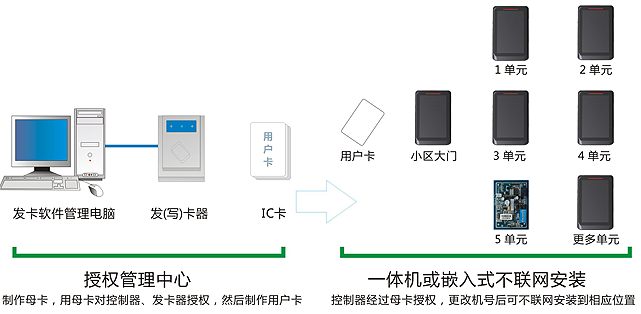 1 单元
2 单元
用户卡
用户卡
小区大门
3 单元
4 单元
发卡软件管理电脑
发(写)卡器
IC卡
5 单元
更多单元
授权管理中心
一体机或嵌入式不联网安装
制作母卡，用母卡对控制器、发卡器授权，然后制作用户卡
控制器经过母卡授权，更改机号后可不联网安装到相应位置